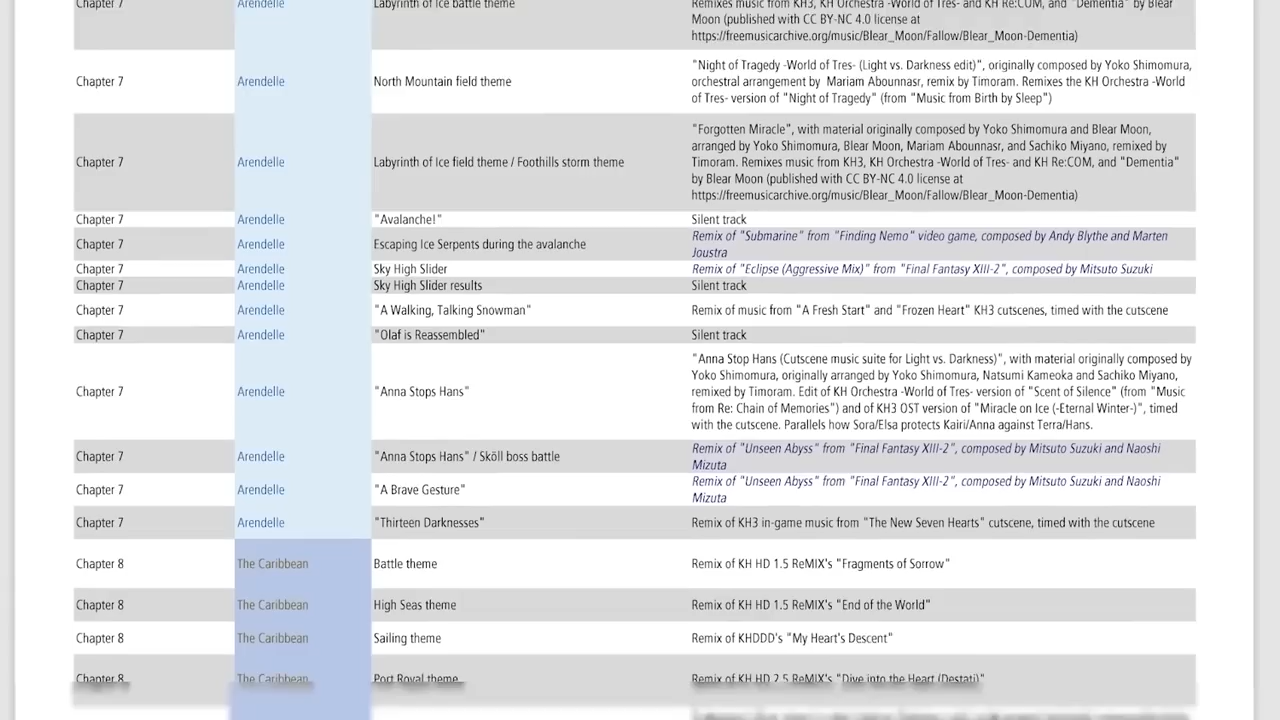 Chapter 7 Arendelle Labyrinth of Ice battle theme Remixes music from KH3, KH Orchestra -World of Tres- and KH Re:COM, and "Dementia" by Blear
Moon (published with CC BY-NC 4.0 license at
https://freemusicarchive.org/music/Blear_Moon/Fallow/Blear_Moon-Dementia)
"Night of Tragedy -World of Tres- (Light vs. Darkness edit)", originally composed by Yoko Shimomura,
Chapter 7 Arendelle North Mountain field theme orchestral arrangement by Mariam Abounnasr, remix by Timoram. Remixes the KH Orchestra -World
of Tres- version of "Night of Tragedy" (from "Music from Birth by Sleep")
"Forgotten Miracle", with material originally composed by Yoko Shimomura and Blear Moon,
arranged by Yoko Shimomura, Blear Moon, Mariam Abounnasr, and Sachiko Miyano, remixed by
Chapter 7 Arendelle Labyrinth of Ice field theme / Foothills storm theme Timoram. Remixes music from KH3, KH Orchestra -World of Tres- and KH Re:COM, and "Dementia"
by Blear Moon (published with CC BY-NC 4.0 license at
https://freemusicarchive.org/music/Blear_Moon/Fallow/Blear_Moon-Dementia)
Chapter 7 Arendelle "Avalanche!" Silent track
Chapter 7 Arendelle Escaping Ice Serpents during the avalanche Remix of "Submarine" from "Finding Nemo" video game, composed by Andy Blythe and Marten
Joustra
Chapter 7 Arendelle Sky High Slider Remix of "Eclipse (Aggressive Mix)" from "Final Fantasy XIII-2", composed by Mitsuto Suzuki
Chapter 7 Arendelle Sky High Slider results Silent track
Chapter 7 Arendelle "A Walking, Talking Snowman" Remix of music from "A Fresh Start" and "Frozen Heart" KH3 cutscenes, timed with the cutscene
Chapter 7 Arendelle "Olaf is Reassembled" Silent track
"Anna Stop Hans (Cutscene music suite for Light vs. Darkness)", with material originally composed by
Yoko Shimomura, originally arranged by Yoko Shimomura, Natsumi Kameoka and Sachiko Miyano,
Chapter 7 Arendelle "Anna Stops Hans" remixed by Timoram. Edit of KH Orchestra -World of Tres- version of "Scent of Silence" (from "Music
from Re: Chain of Memories") and of KH3 OST version of "Miracle on Ice (-Eternal Winter-)", timed
with the cutscene. Parallels how Sora/Elsa protects Kairi/Anna against Terra/Hans.
Chapter 7 Arendelle "Anna Stops Hans" / Sköll boss battle Remix of "Unseen Abyss" from "Final Fantasy XIII-2", composed by Mitsuto Suzuki and Naoshi
Mizuta
Chapter 7 Arendelle "A Brave Gesture" Remix of "Unseen Abyss" from "Final Fantasy XIII-2", composed by Mitsuto Suzuki and Naoshi
Mizuta
Chapter 7 Arendelle "Thirteen Darknesses" Remix of KH3 in-game music from "The New Seven Hearts" cutscene, timed with the cutscene
Chapter 8 The Caribbean Battle theme Remix of KH HD 1.5 ReMIX's "Fragments of Sorrow"
Chapter 8 The Caribbean High Seas theme Remix of KH HD 1.5 ReMIX's "End of the World"
Chapter 8 The Caribbean Sailing theme Remix of KHDDD's "My Heart's Descent"
Chapter 8 The Caribbean Port Royal theme Remix of KH HD 2.5 ReMIX's "Dive into the Heart (Destati)"